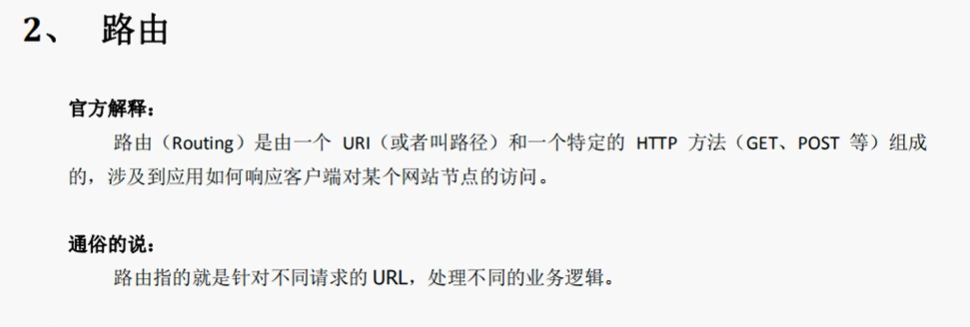 2、 路由
官方解释：
路由（Routing）是由一个 URI（或者叫路径）和一个特定的 HTTP 方法（GET、POST 等）组成
的，涉及到应用如何响应客户端对某个网站节点的访问。
通俗的说：
路由指的就是针对不同请求的 URL，处理不同的业务逻辑。